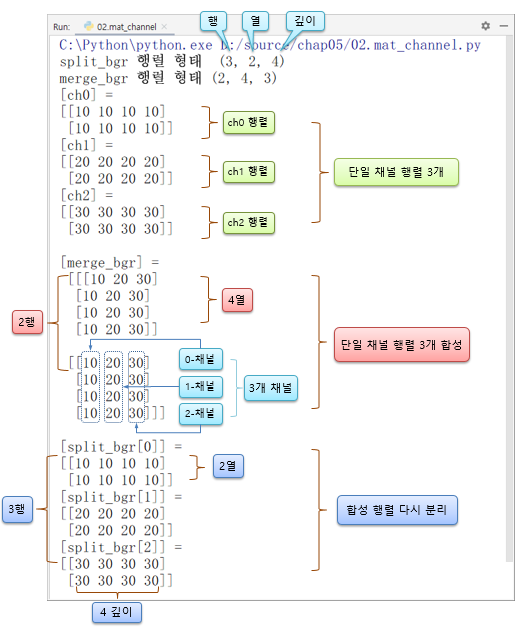 행 열 깊이
Run: 02.mat_channel ×
C:\Python\python.exe D:/source/chap05/02.mat_channel.py
split_bgr 행렬 형태 (3, 2, 4)
merge_bgr 행렬 형태 (2, 4, 3)
[ch0] =
[[10 10 10 10]
[10 10 10 10]]
ch0 행렬
[ch1] =
[[20 20 20 20]
[20 20 20 20]]
ch1 행렬
단일 채널 행렬 3개
[ch2] =
[[30 30 30 30]
[30 30 30 30]]
ch2 행렬
[merge_bgr] =
[[[10 20 30]
[10 20 30]
[10 20 30]
[10 20 30]]
2행
4열
단일 채널 행렬 3개 합성
[[10 20 30]
[10 20 30]
[10 20 30]
[10 20 30]]]
0-채널
1-채널
2-채널
3개 채널
[split_bgr[0]] =
[[10 10 10 10]
[10 10 10 10]]
2열
[split_bgr[1]] =
[[20 20 20 20]
[20 20 20 20]]
3행
합성 행렬 다시 분리
[split_bgr[2]] =
[[30 30 30 30]
[30 30 30 30]]
4 깊이